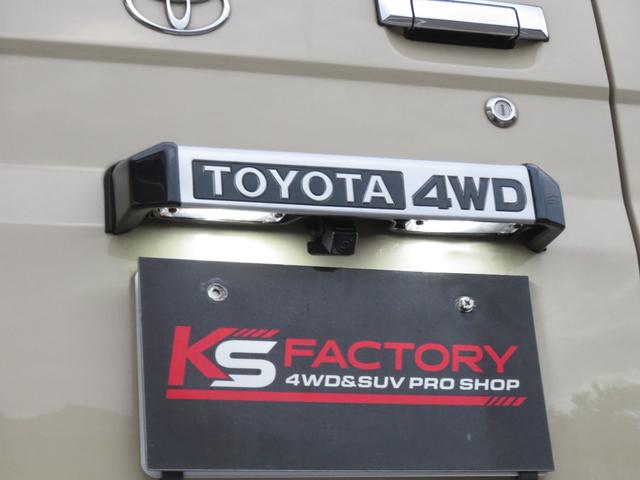 TOYOTA 4WD
KS FACTORY
4WD&SUV PRO SHOP